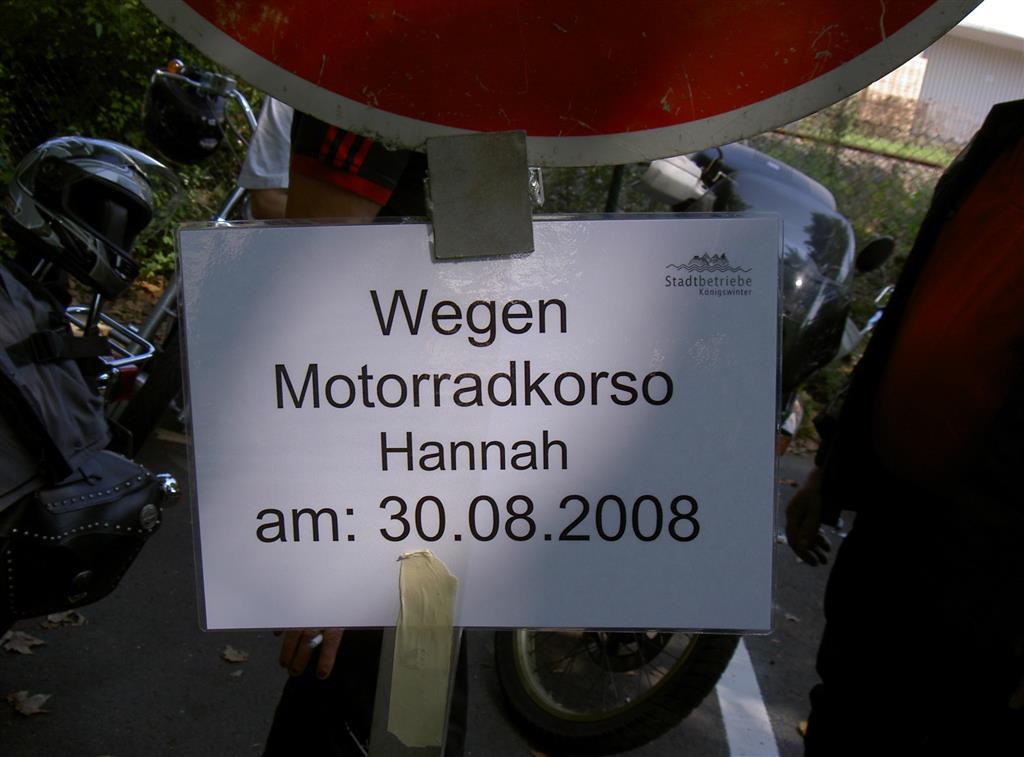 Stadtbetriebe
Königswinter
Wegen
Motorradkorso
Hannah
am: 30.08.2008